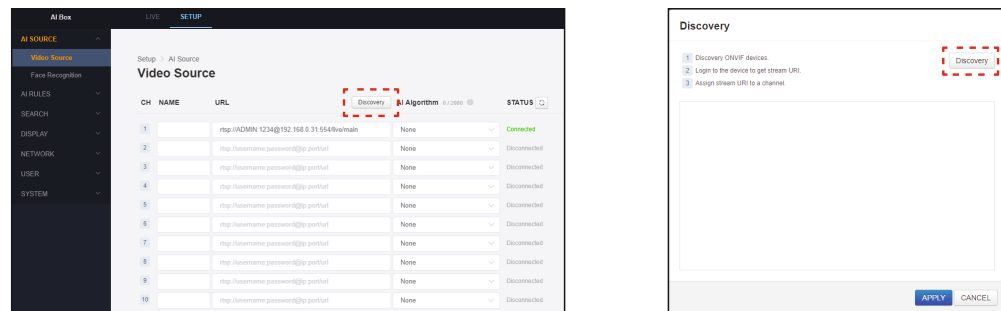 AI Box
LIVE SETUP
AI SOURCE
Video Source
Face Recognition
AI RULES
SEARCH
DISPLAY
NETWORK
USER
SYSTEM
Setup > AI Source
Video Source
CH NAME URL Discovery AI Algorithm 0 / 2000 STATUS
1 rtsp://ADMIN:1234@192.168.0.31:554/live/main None Connected
2 rtsp://username:password@ip:port/url None Disconnected
3 rtsp://username:password@ip:port/url None Disconnected
4 rtsp://username:password@ip:port/url None Disconnected
5 rtsp://username:password@ip:port/url None Disconnected
6 rtsp://username:password@ip:port/url None Disconnected
7 rtsp://username:password@ip:port/url None Disconnected
8 rtsp://username:password@ip:port/url None Disconnected
9 rtsp://username:password@ip:port/url None Disconnected
10 rtsp://username:password@ip:port/url None Disconnected
Discovery
1 Discovery ONVIF devices.
2 Login to the device to get stream URI.
3 Assign stream URI to a channel.
Discovery
APPLY CANCEL